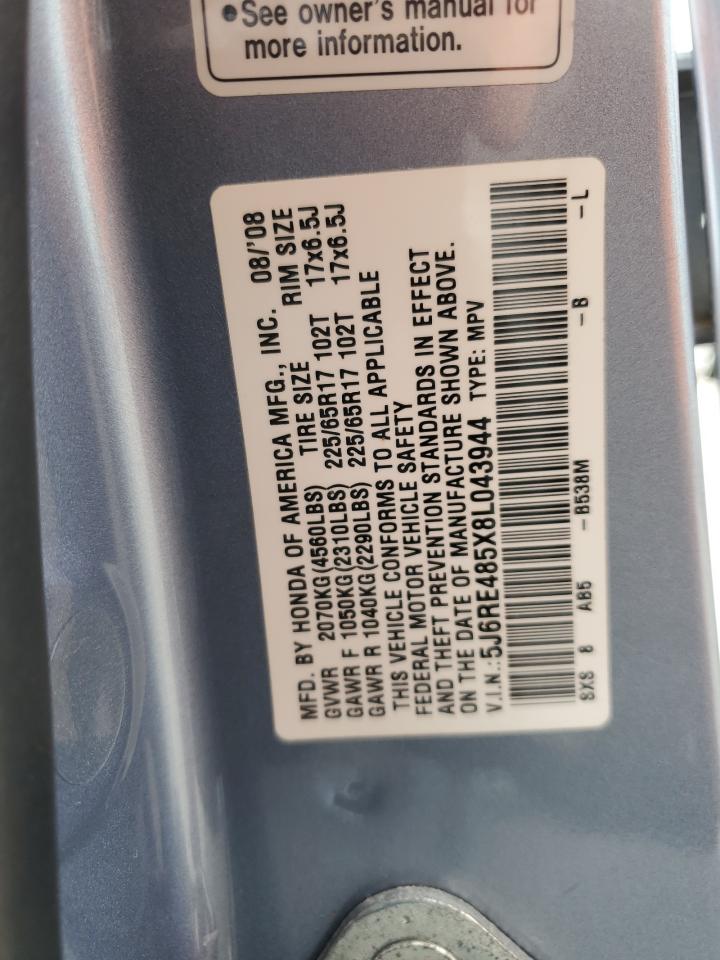 •See owner's manual for
more information.
MFD. BY HONDA OF AMERICA MFG., INC. 08/'08
GVWR 2070KG(4560LBS) TIRE SIZE RIM SIZE
GAWR F 1050KG(2310LBS) 225/65R17 102T 17x6.5J
GAWR R 1040KG(2290LBS) 225/65R17 102T 17x6.5J
THIS VEHICLE CONFORMS TO ALL APPLICABLE
FEDERAL MOTOR VEHICLE SAFETY
AND THEFT PREVENTION STANDARDS IN EFFECT
ON THE DATE OF MANUFACTURE SHOWN ABOVE.
V.I.N.:5J6RE485X8L043944 TYPE: MPV
SXS 8 AB5 -B538M -B -L